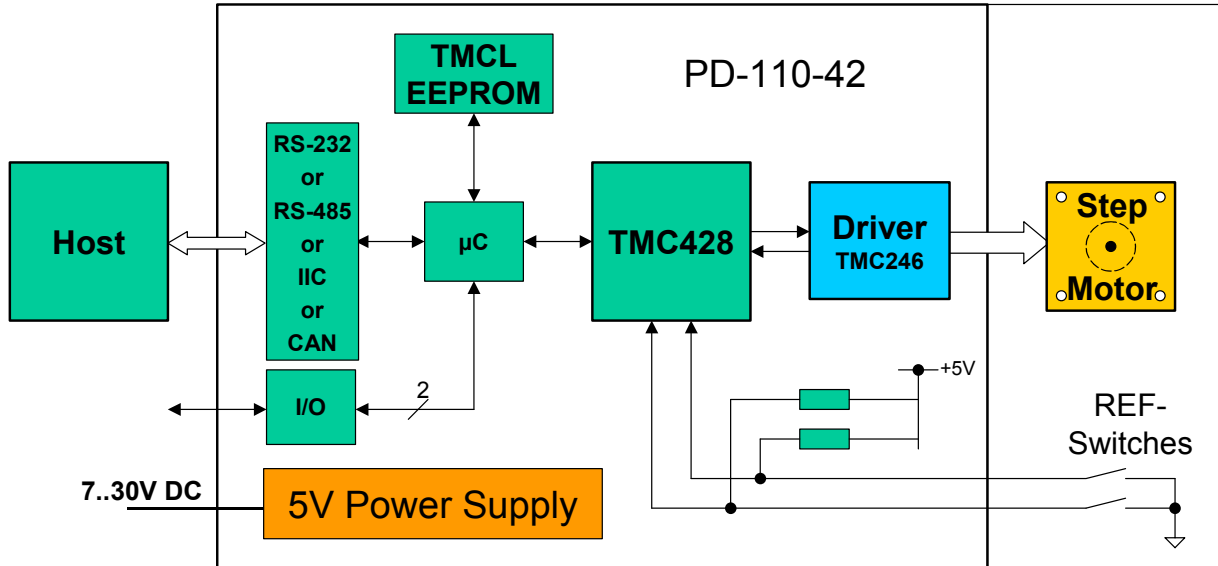 TMCL
EEPROM
PD-110-42
Host
RS-232
or
RS-485
or
IIC
or
CAN
µC
TMC428
Driver
TMC246
Step
Motor
I/O
2
+5V
REF-
Switches
7..30V DC
5V Power Supply